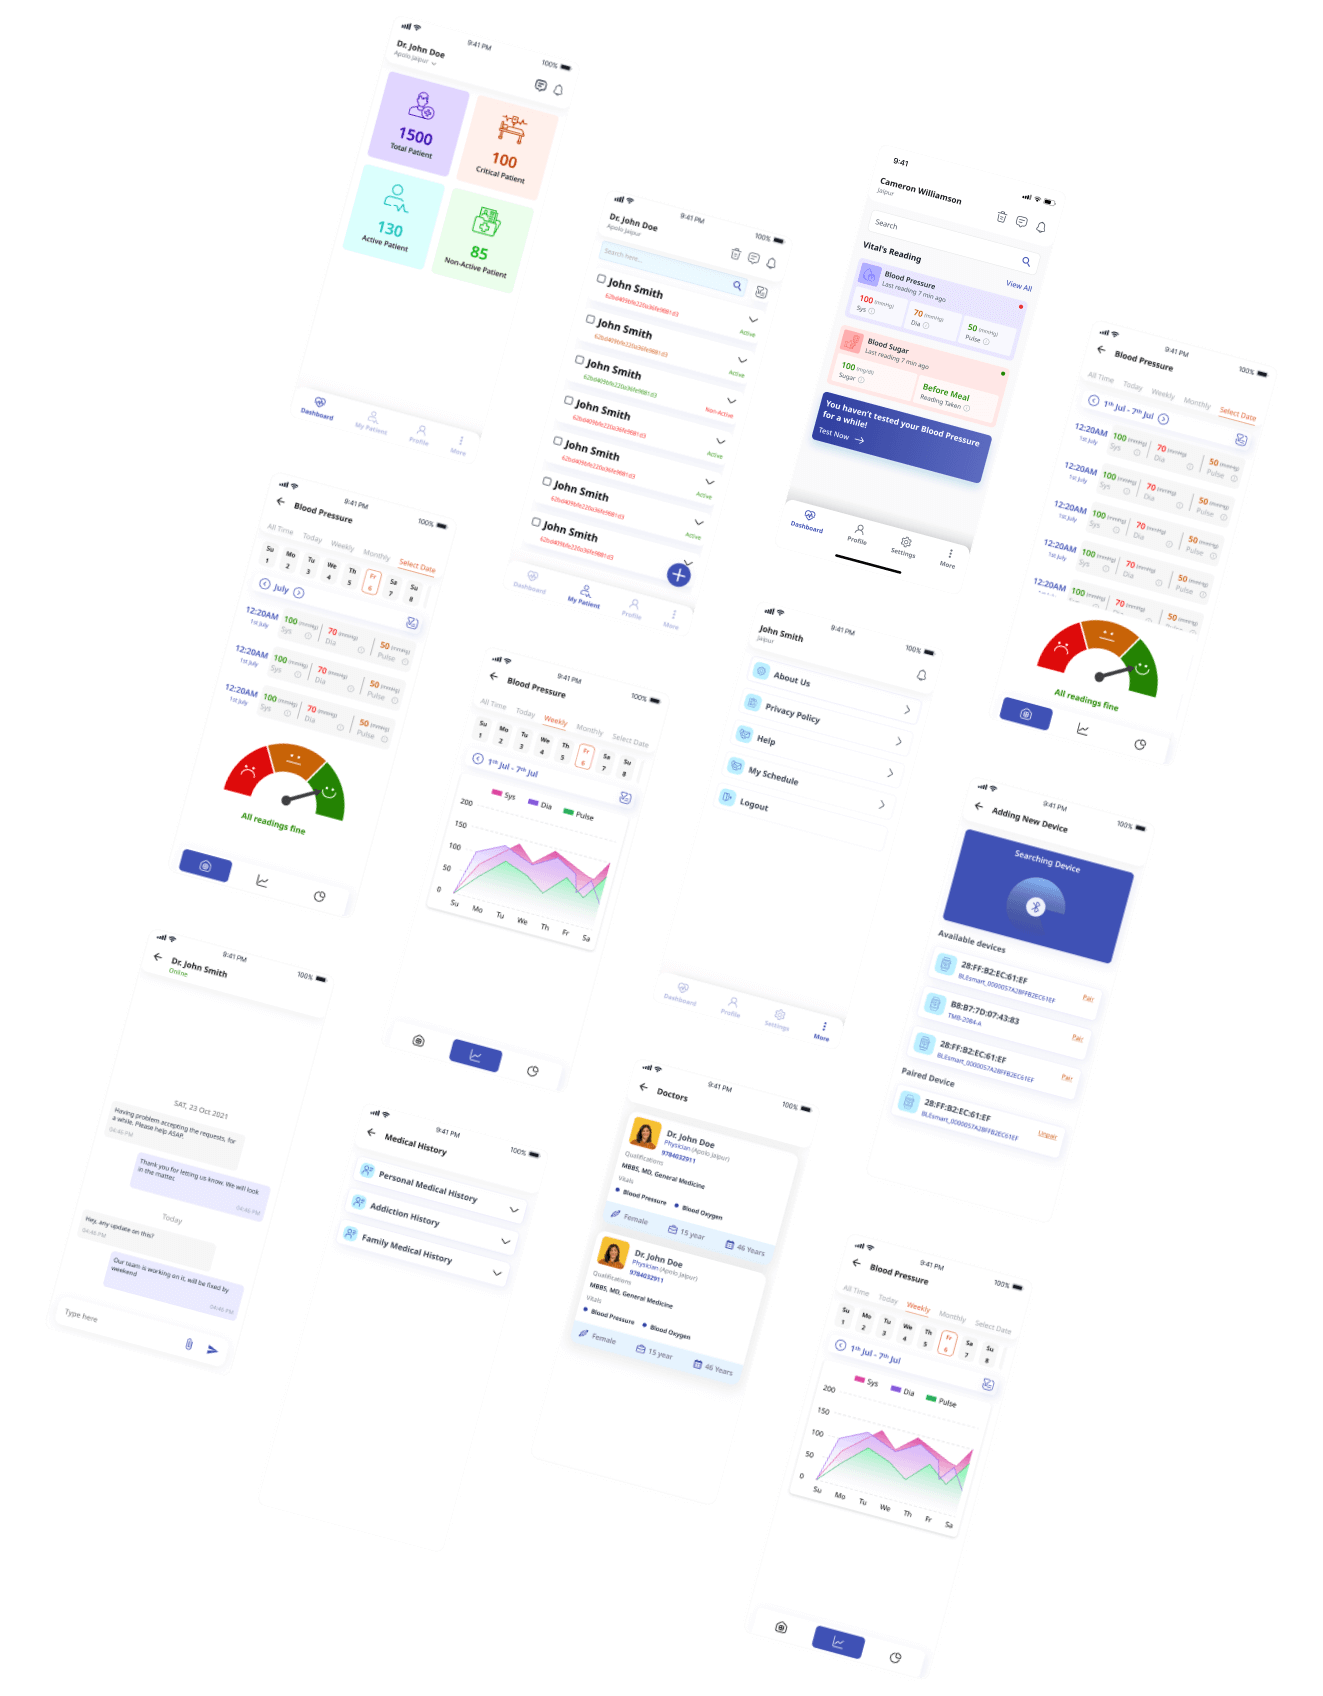 9:41 PM
100%
Dr. John Doe
Apolo Jaipur
1500
Total Patient
100
Critical Patient
130
Active Patient
85
Non-Active Patient
Dashboard
My Patient
Profile
More
9:41 PM
100%
Dr. John Doe
Apolo Jaipur
Search here...
John Smith
Active
John Smith
Active
John Smith
Non-Active
John Smith
Active
John Smith
Active
John Smith
Active
John Smith
Dashboard
My Patient
Profile
More
9:41
Cameron Williamson
Jaipur
Search
Vital's Reading
View All
Blood Pressure
Last reading 7 min ago
100 (mmHg)
Sys
70 (mmHg)
Dia
50 (mmHg)
Pulse
Blood Sugar
Last reading 7 min ago
100 (mg/dl)
Sugar
Before Meal
Reading Taken
You haven't tested your Blood Pressure
for a while!
Test Now
Dashboard
Profile
Settings
More
9:41 PM
100%
Blood Pressure
All Time Today Weekly Monthly Select Date
1th Jul - 7th Jul
12:20AM 100 (mmHg) 70 (mmHg) 50 (mmHg)
1st July Sys Dia Pulse
12:20AM 100 (mmHg) 70 (mmHg) 50 (mmHg)
1st July Sys Dia Pulse
12:20AM 100 (mmHg) 70 (mmHg) 50 (mmHg)
1st July Sys Dia Pulse
12:20AM 100 (mmHg) 70 (mmHg) 50 (mmHg)
1st July Sys Dia Pulse
12:20AM 100 (mmHg) 70 (mmHg) 50 (mmHg)
All readings fine
9:41 PM
100%
Blood Pressure
All Time Today Weekly Monthly Select Date
Su Mo Tu We Th Fr Sa Su
1 2 3 4 5 6 7 8
July
12:20AM 100 (mmHg) 70 (mmHg) 50 (mmHg)
1st July Sys Dia Pulse
12:20AM 100 (mmHg) 70 (mmHg) 50 (mmHg)
1st July Sys Dia Pulse
12:20AM 100 (mmHg) 70 (mmHg) 50 (mmHg)
1st July Sys Dia Pulse
All readings fine
9:41 PM
100%
Blood Pressure
All Time Today Weekly Monthly Select Date
Su Mo Tu We Th Fr Sa Su
1 2 3 4 5 6 7 8
1th Jul - 7th Jul
Sys Dia Pulse
200
150
100
50
0
Su Mo Tu We Th Fr Sa
9:41 PM
100%
John Smith
Jaipur
About Us
Privacy Policy
Help
My Schedule
Logout
Dashboard
Profile
Settings
More
9:41 PM
100%
Adding New Device
Searching Device
Available devices
28:FF:B2:EC:61:EF
BLEsmart_0000057A28FFB2EC61EF
Pair
B8:B7:7D:07:43:83
TMB-2084-A
Pair
28:FF:B2:EC:61:EF
BLEsmart_0000057A28FFB2EC61EF
Pair
Paired Device
28:FF:B2:EC:61:EF
BLEsmart_0000057A28FFB2EC61EF
Unpair
9:41 PM
100%
Dr. John Smith
Online
SAT, 23 Oct 2021
Having problem accepting the requests, for
a while. Please help ASAP.
04:46 PM
Thank you for letting us know. We will look
in the matter.
04:46 PM
Today
Hey, any update on this?
04:46 PM
Our team is working on it, will be fixed by
weekend
04:46 PM
Type here
9:41 PM
100%
Medical History
Personal Medical History
Addiction History
Family Medical History
9:41 PM
100%
Doctors
Dr. John Doe
Physician (Apolo Jaipur)
9784032911
Qualifications
MBBS, MD, General Medicine
Vitals
Blood Pressure Blood Oxygen
Female 15 year 46 Years
Dr. John Doe
Physician (Apolo Jaipur)
9784032911
Qualifications
MBBS, MD, General Medicine
Vitals
Blood Pressure Blood Oxygen
Female 15 year 46 Years
9:41 PM
100%
Blood Pressure
All Time Today Weekly Monthly Select Date
Su Mo Tu We Th Fr Sa Su
1 2 3 4 5 6 7 8
1th Jul - 7th Jul
Sys Dia Pulse
200
150
100
50
0
Su Mo Tu We Th Fr Sa